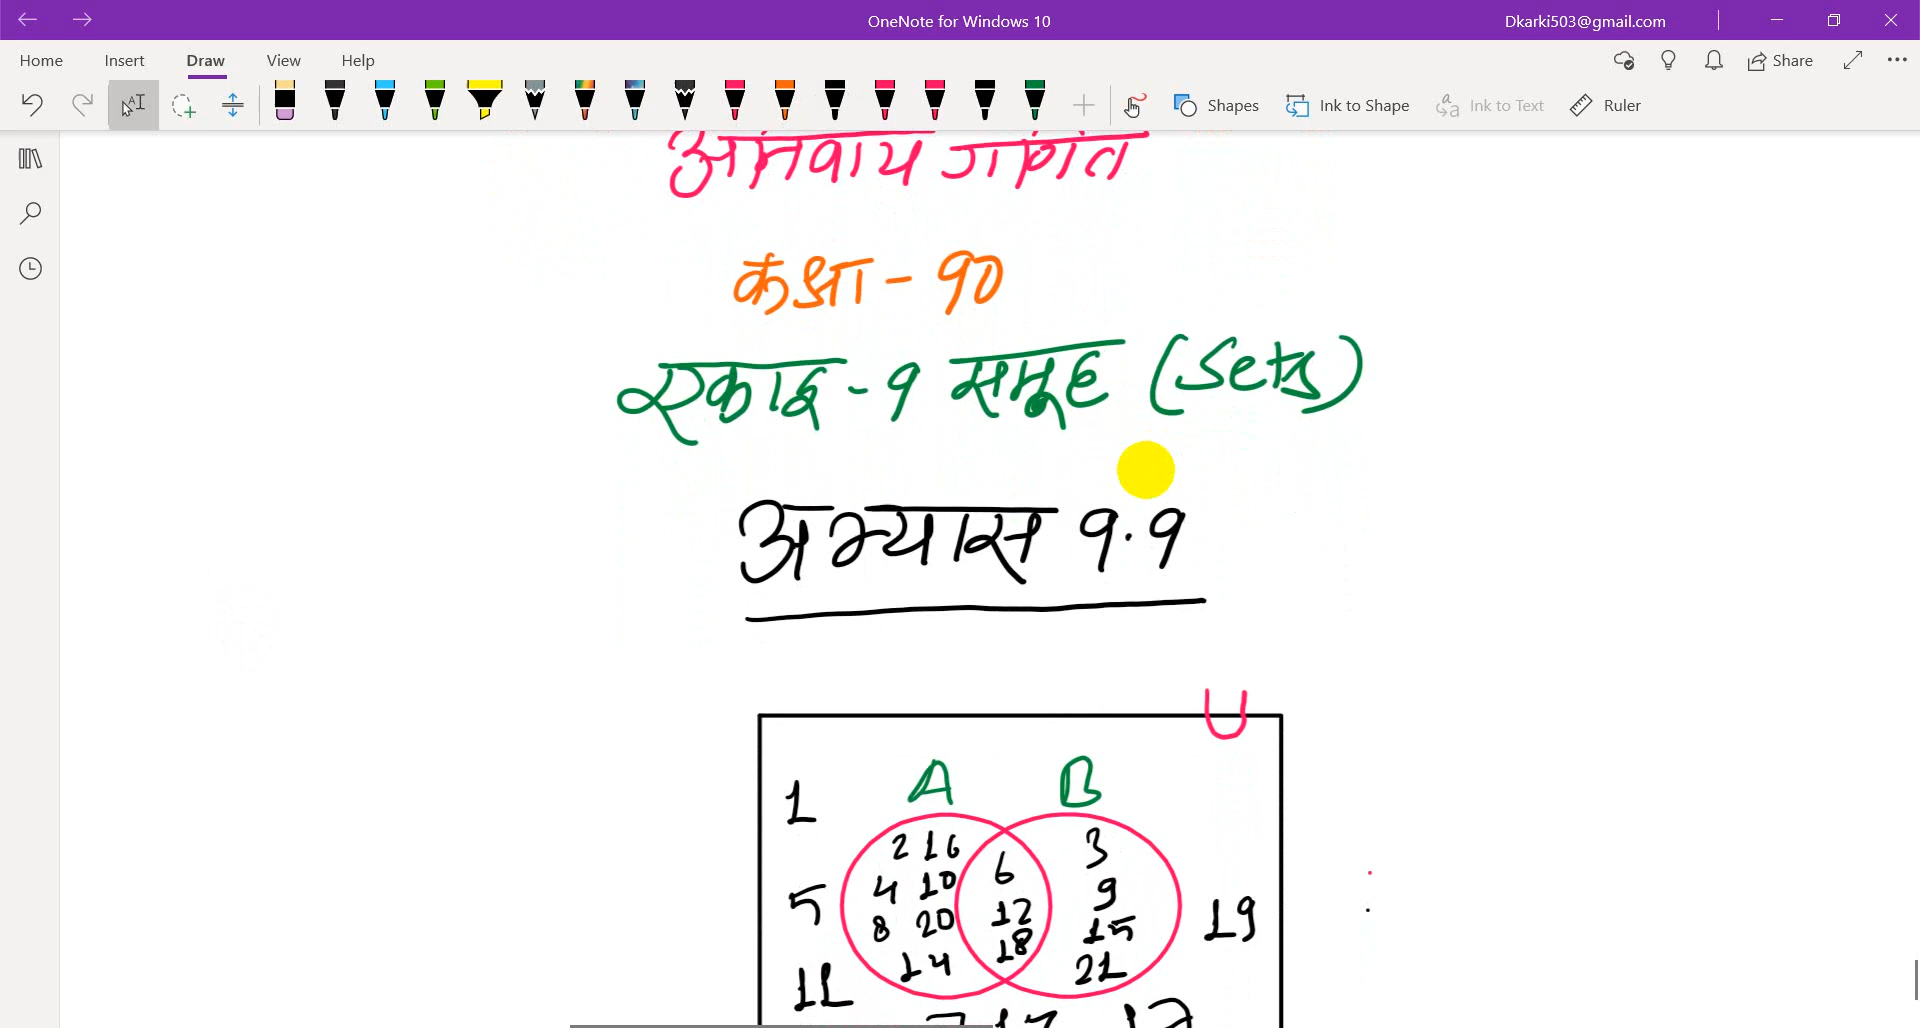 OneNote for Windows 10
Dkarki503@gmail.com
Home Insert Draw View Help
Share
Shapes Ink to Shape Ink to Text Ruler
अनिवार्य गणित
कक्षा - १०
एकाइ - १ समूह (Sets)
अभ्यास १.१
U
A B
1
2 16 6 3
4 10 9
5 8 20 12 15 19
14 18 21
11